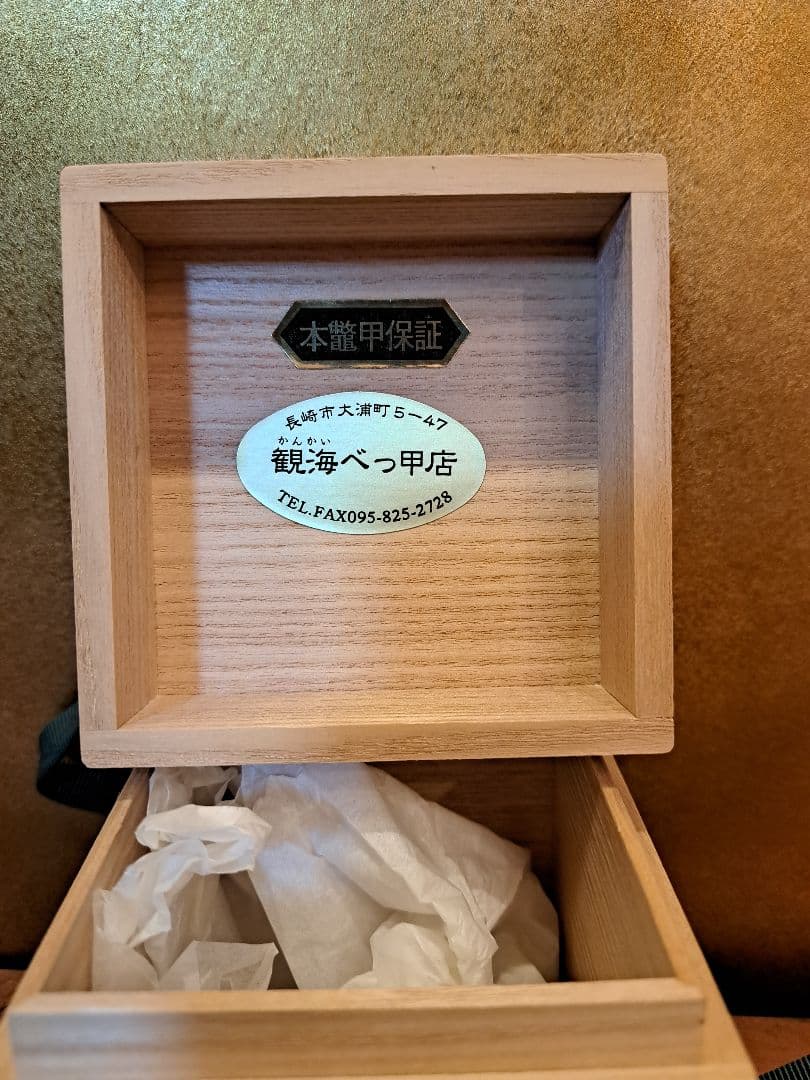 本鼈甲保証
長崎市大浦町5-47
かんかい
観海べっ甲店
TEL.FAX095-825-2728